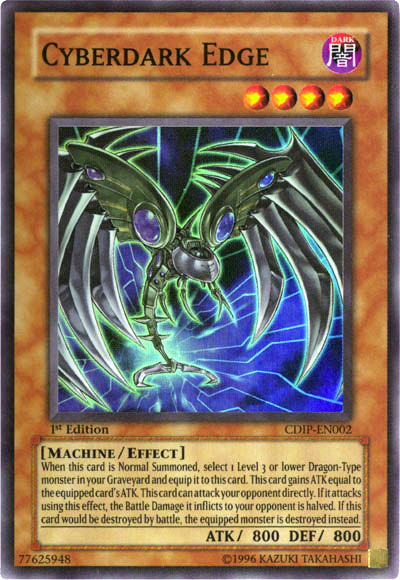 CYBERDARK EDGE
DARK
闇
1st Edition
CDIP-EN002
[MACHINE/EFFECT]
When this card is Normal Summoned, select 1 Level 3 or lower Dragon-Type
monster in your Graveyard and equip it to this card. This card gains ATK equal to
the equipped card's ATK. This card can attack your opponent directly. If it attacks
using this effect, the Battle Damage it inflicts to your opponent is halved. If this
card would be destroyed by battle, the equipped monster is destroyed instead.
ATK/ 800 DEF/ 800
77625948
©1996 KAZUKI TAKAHASHI